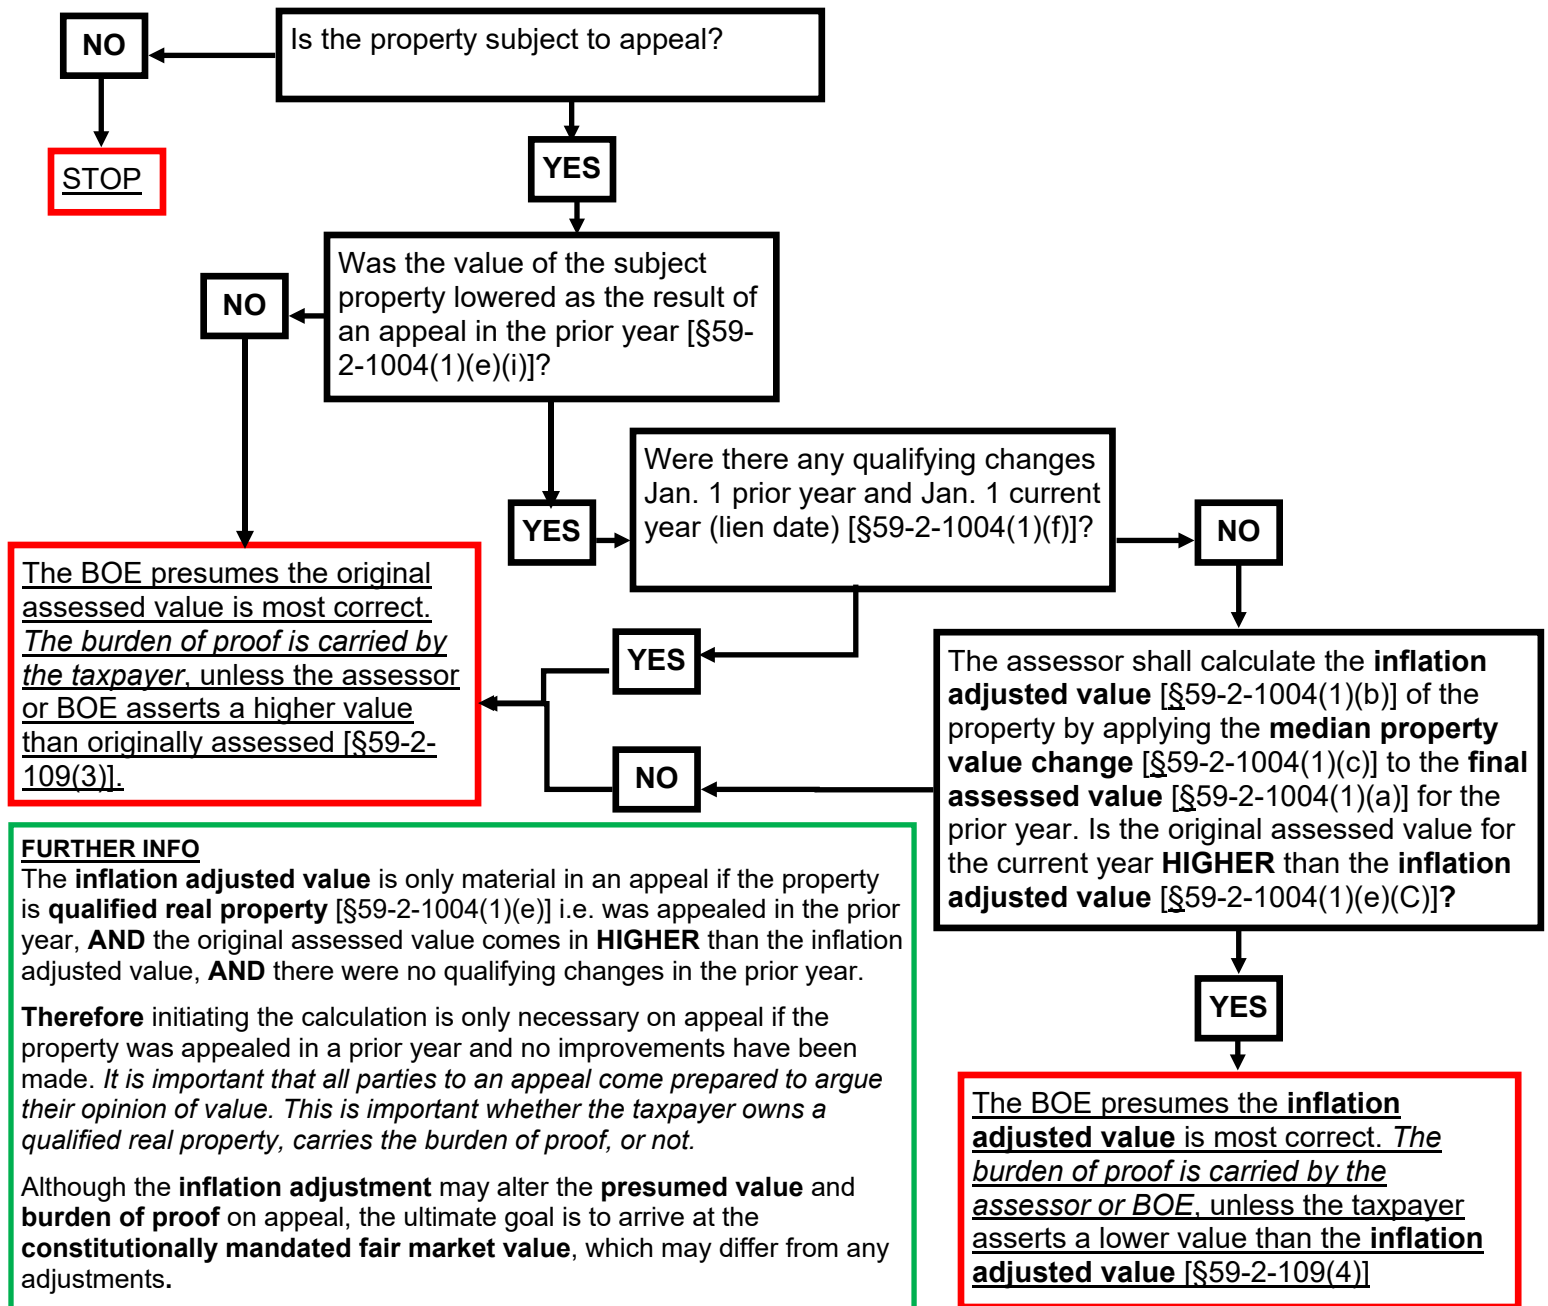 Is the property subject to appeal?
NO
YES
STOP
Was the value of the subject
property lowered as the result of
an appeal in the prior year [§59-
2-1004(1)(e)(i)]?
NO
Were there any qualifying changes
Jan. 1 prior year and Jan. 1 current
year (lien date) [§59-2-1004(1)(f)]?
YES
NO
The BOE presumes the original
assessed value is most correct.
The burden of proof is carried by
the taxpayer, unless the assessor
or BOE asserts a higher value
than originally assessed [§59-2-
109(3)].
YES
NO
The assessor shall calculate the inflation
adjusted value [§59-2-1004(1)(b)] of the
property by applying the median property
value change [§59-2-1004(1)(c)] to the final
assessed value [§59-2-1004(1)(a)] for the
prior year. Is the original assessed value for
the current year HIGHER than the inflation
adjusted value [§59-2-1004(1)(e)(C)]?
FURTHER INFO
The inflation adjusted value is only material in an appeal if the property
is qualified real property [§59-2-1004(1)(e)] i.e. was appealed in the prior
year, AND the original assessed value comes in HIGHER than the inflation
adjusted value, AND there were no qualifying changes in the prior year.
Therefore initiating the calculation is only necessary on appeal if the
property was appealed in a prior year and no improvements have been
made. It is important that all parties to an appeal come prepared to argue
their opinion of value. This is important whether the taxpayer owns a
qualified real property, carries the burden of proof, or not.
Although the inflation adjustment may alter the presumed value and
burden of proof on appeal, the ultimate goal is to arrive at the
constitutionally mandated fair market value, which may differ from any
adjustments.
YES
The BOE presumes the inflation
adjusted value is most correct. The
burden of proof is carried by the
assessor or BOE, unless the taxpayer
asserts a lower value than the inflation
adjusted value [§59-2-109(4)]